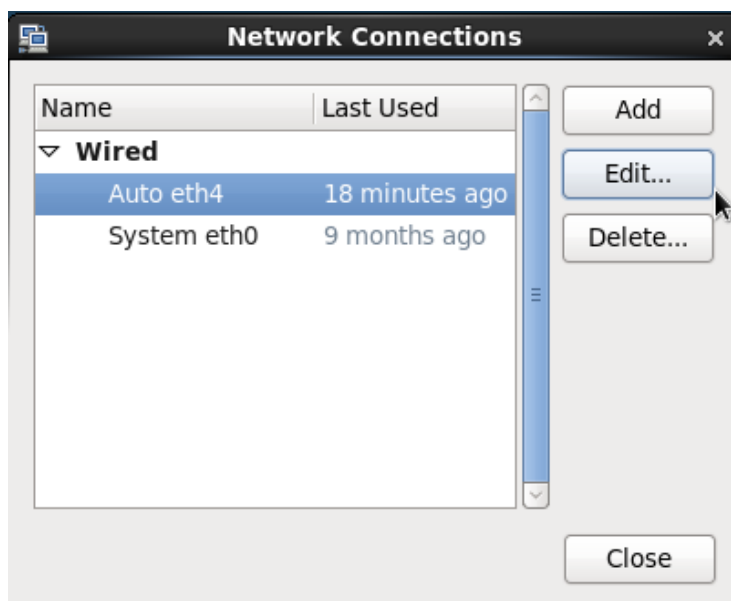 Network Connections
Name Last Used
Wired
Auto eth4 18 minutes ago
System eth0 9 months ago
Add
Edit...
Delete...
Close